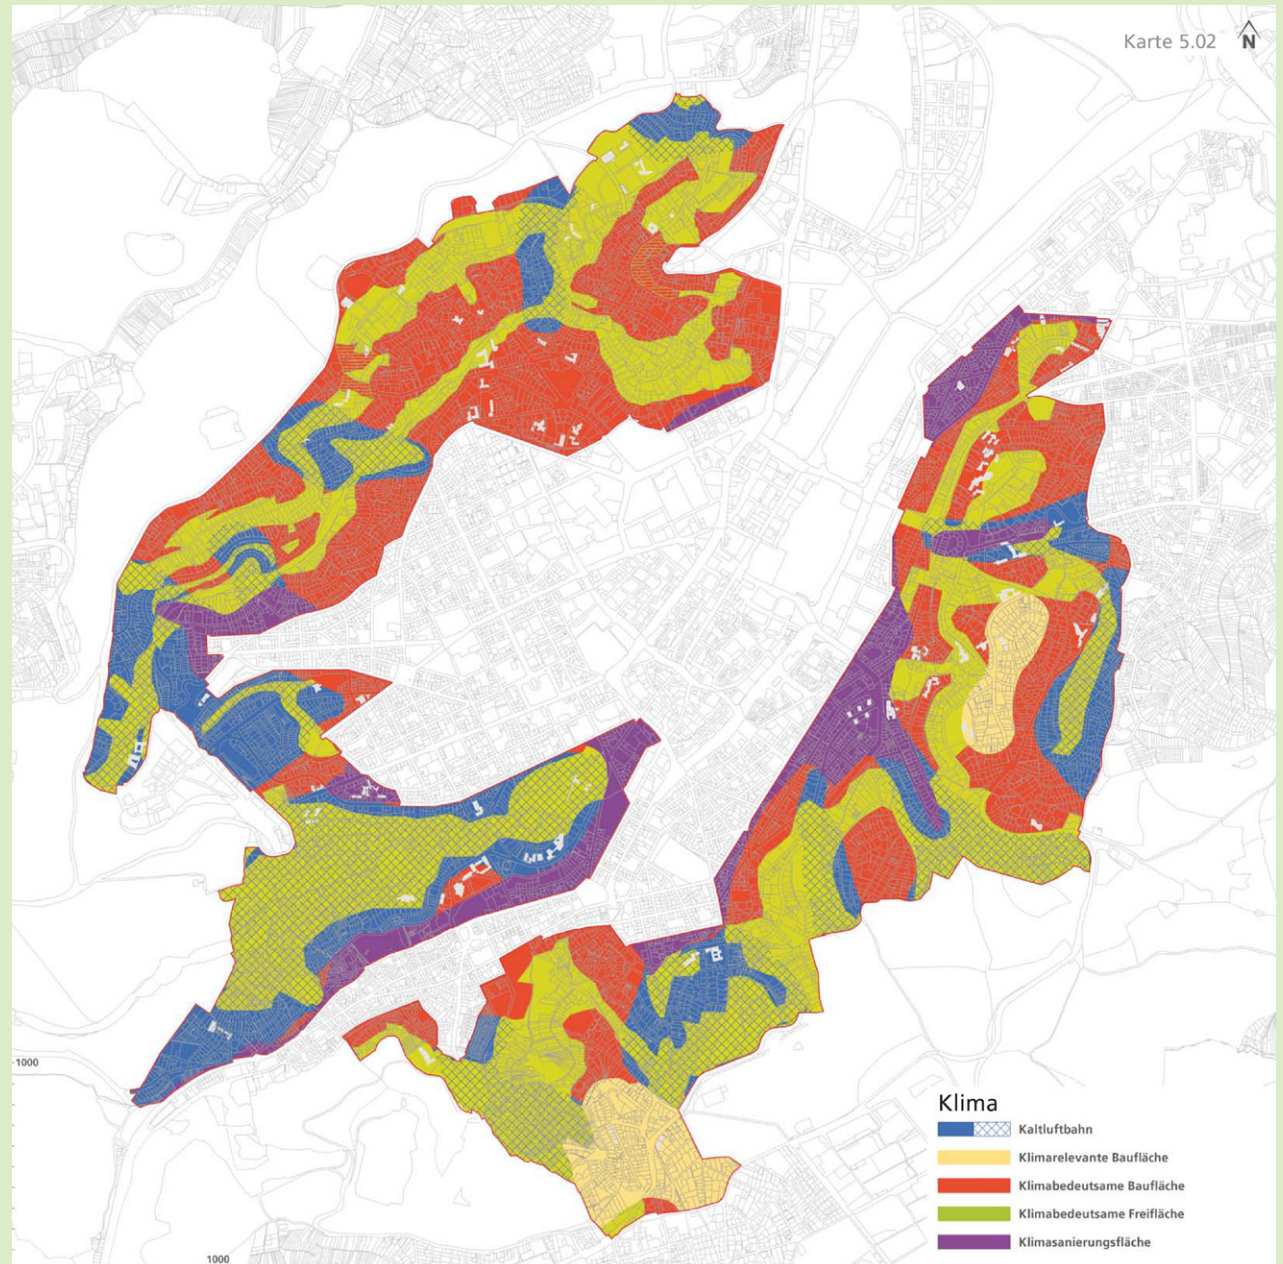 Karte 5.02
N
1000
1000
Klima
Kaltluftbahn
Klimarelevante Baufläche
Klimabedeutsame Baufläche
Klimabedeutsame Freifläche
Klimasanierungsfläche